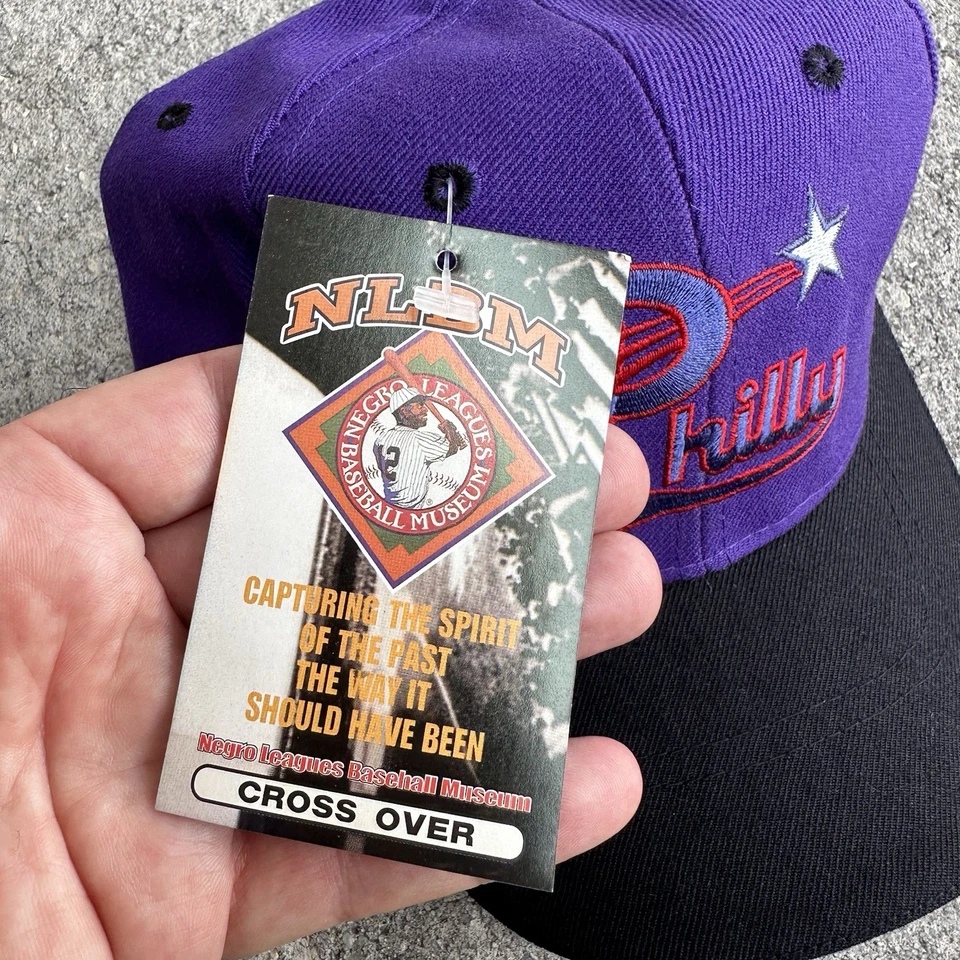 NLBM
NEGRO LEAGUES
BASEBALL MUSEUM
12
®
CAPTURING THE SPIRIT
OF THE PAST
THE WAY IT
SHOULD HAVE BEEN
Negro Leagues Baseball Museum
CROSS OVER
Philly